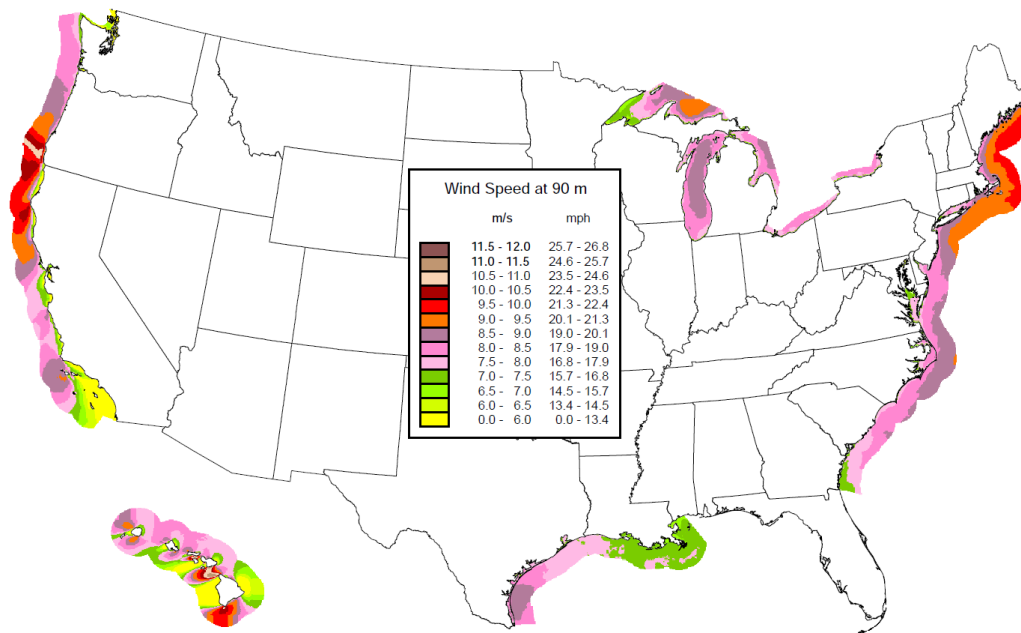 Wind Speed at 90 m
m/s mph
11.5 - 12.0 25.7 - 26.8
11.0 - 11.5 24.6 - 25.7
10.5 - 11.0 23.5 - 24.6
10.0 - 10.5 22.4 - 23.5
9.5 - 10.0 21.3 - 22.4
9.0 - 9.5 20.1 - 21.3
8.5 - 9.0 19.0 - 20.1
8.0 - 8.5 17.9 - 19.0
7.5 - 8.0 16.8 - 17.9
7.0 - 7.5 15.7 - 16.8
6.5 - 7.0 14.5 - 15.7
6.0 - 6.5 13.4 - 14.5
0.0 - 6.0 0.0 - 13.4